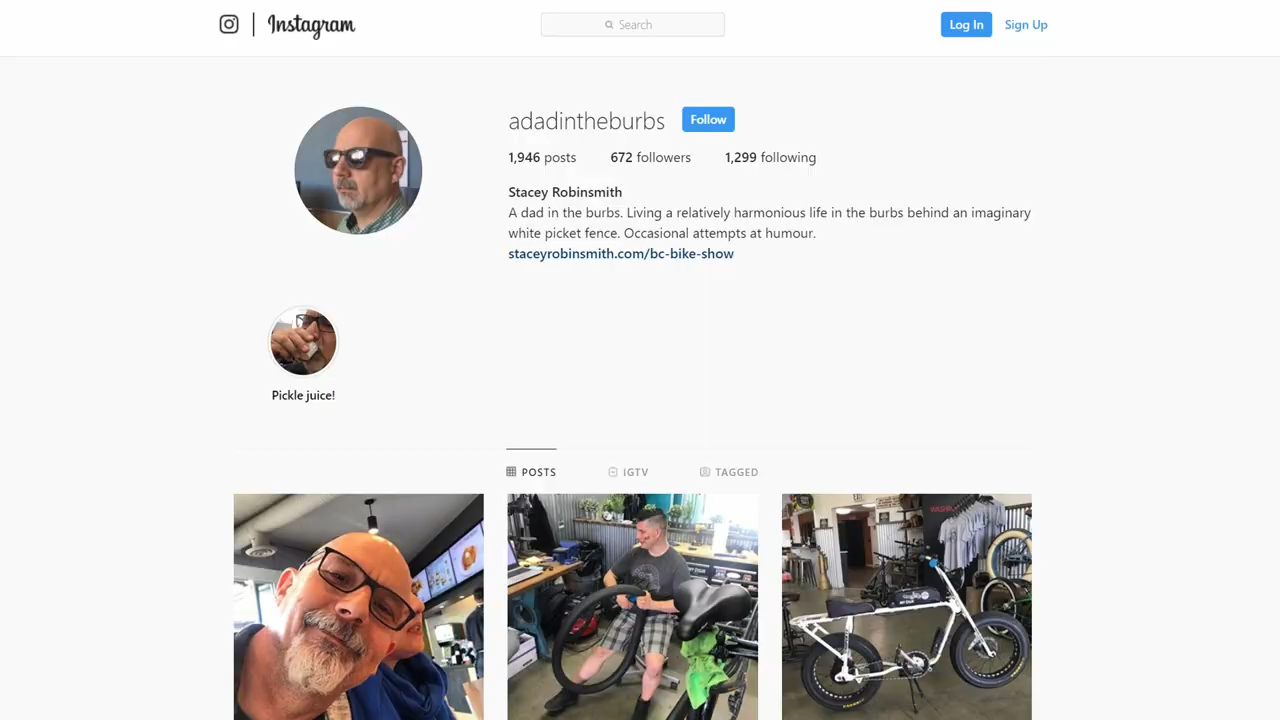 Instagram
Search
Log In
Sign Up
adadintheburbs
Follow
1,946 posts
672 followers
1,299 following
Stacey Robinsmith
A dad in the burbs. Living a relatively harmonious life in the burbs behind an imaginary
white picket fence. Occasional attempts at humour.
staceyrobinsmith.com/bc-bike-show
Pickle juice!
POSTS
IGTV
TAGGED